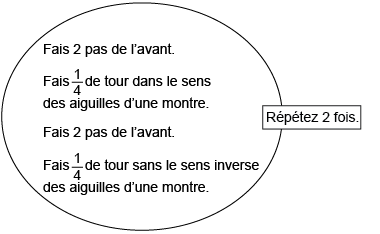 Fais 2 pas de l'avant.
Fais 1/4 de tour dans le sens
des aiguilles d'une montre.
Fais 2 pas de l'avant.
Fais 1/4 de tour sans le sens inverse
des aiguilles d'une montre.
Répétez 2 fois.